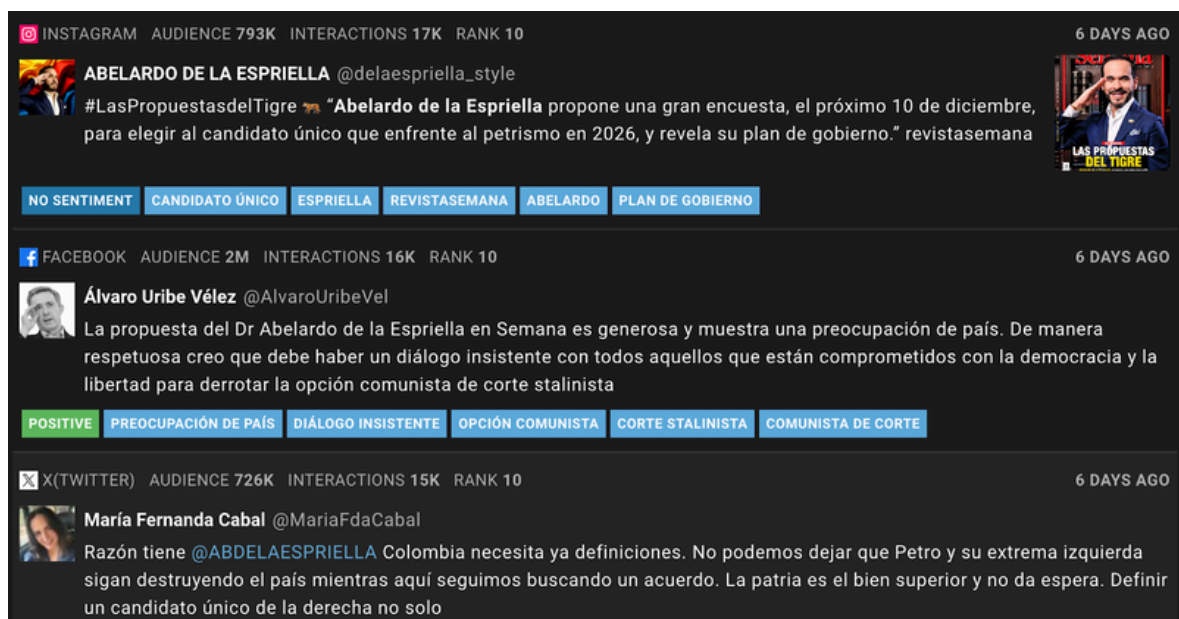 INSTAGRAM AUDIENCE 793K INTERACTIONS 17K RANK 10 6 DAYS AGO
ABELARDO DE LA ESPRIELLA @delaespriella_style
#LasPropuestasdelTigre 🐅 “Abelardo de la Espriella propone una gran encuesta, el próximo 10 de diciembre,
para elegir al candidato único que enfrente al petrismo en 2026, y revela su plan de gobierno.” revistasemana
LAS PROPUESTAS
DEL TIGRE
NO SENTIMENT CANDIDATO ÚNICO ESPRIELLA REVISTASEMANA ABELARDO PLAN DE GOBIERNO
FACEBOOK AUDIENCE 2M INTERACTIONS 16K RANK 10 6 DAYS AGO
Álvaro Uribe Vélez @AlvaroUribeVel
La propuesta del Dr Abelardo de la Espriella en Semana es generosa y muestra una preocupación de país. De manera
respetuosa creo que debe haber un diálogo insistente con todos aquellos que están comprometidos con la democracia y la
libertad para derrotar la opción comunista de corte stalinista
POSITIVE PREOCUPACIÓN DE PAÍS DIÁLOGO INSISTENTE OPCIÓN COMUNISTA CORTE STALINISTA COMUNISTA DE CORTE
X(TWITTER) AUDIENCE 726K INTERACTIONS 15K RANK 10 6 DAYS AGO
María Fernanda Cabal @MariaFdaCabal
Razón tiene @ABDELAESPRIELLA Colombia necesita ya definiciones. No podemos dejar que Petro y su extrema izquierda
sigan destruyendo el país mientras aquí seguimos buscando un acuerdo. La patria es el bien superior y no da espera. Definir
un candidato único de la derecha no solo